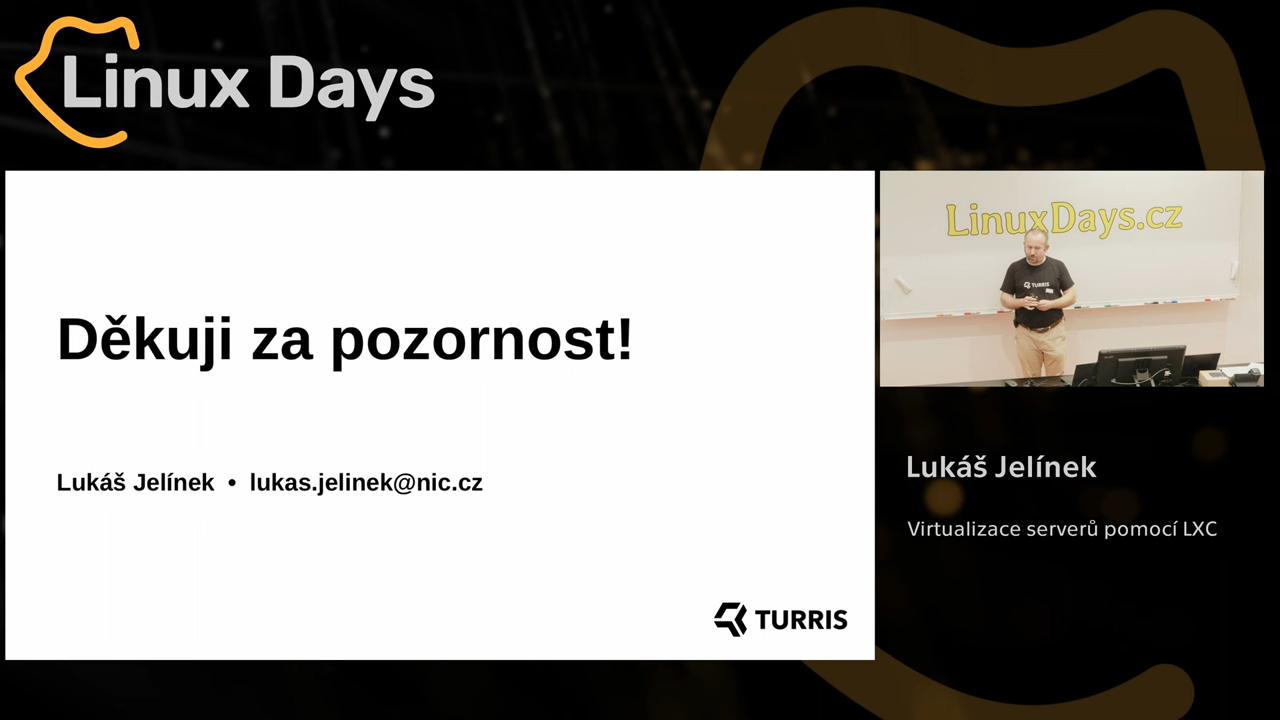 Linux Days
Děkuji za pozornost!
Lukáš Jelínek • lukas.jelinek@nic.cz
TURRIS
LinuxDays.cz
TURRIS
Lukáš Jelínek
Virtualizace serverů pomocí LXC